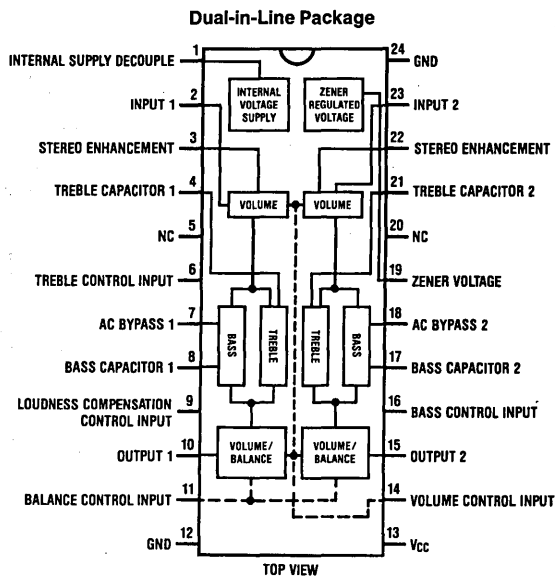 Dual-in-Line Package
1
INTERNAL SUPPLY DECOUPLE
24
GND
INTERNAL
VOLTAGE
SUPPLY
ZENER
REGULATED
VOLTAGE
2
INPUT 1
23
INPUT 2
3
STEREO ENHANCEMENT
22
STEREO ENHANCEMENT
4
TREBLE CAPACITOR 1
21
TREBLE CAPACITOR 2
VOLUME
VOLUME
5
NC
20
NC
6
TREBLE CONTROL INPUT
19
ZENER VOLTAGE
7
AC BYPASS 1
18
AC BYPASS 2
BASS
TREBLE
TREBLE
BASS
8
BASS CAPACITOR 1
17
BASS CAPACITOR 2
9
LOUDNESS COMPENSATION
CONTROL INPUT
16
BASS CONTROL INPUT
10
OUTPUT 1
VOLUME/
BALANCE
VOLUME/
BALANCE
15
OUTPUT 2
11
BALANCE CONTROL INPUT
14
VOLUME CONTROL INPUT
12
GND
13
VCC
TOP VIEW